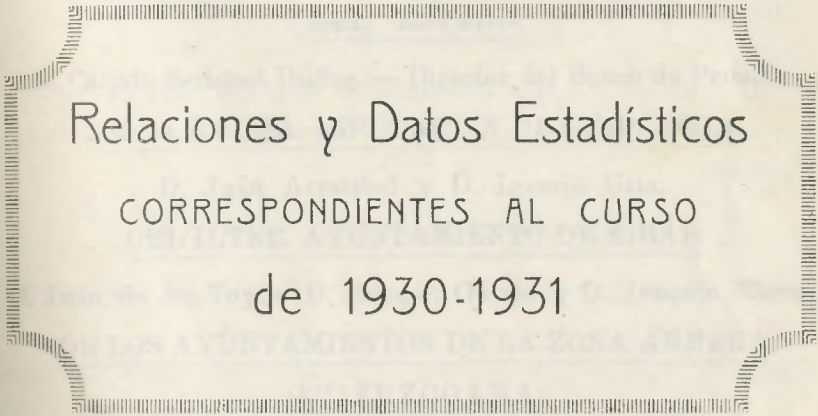 Relaciones y Datos Estadísticos
CORRESPONDIENTES AL CURSO
de 1930-1931